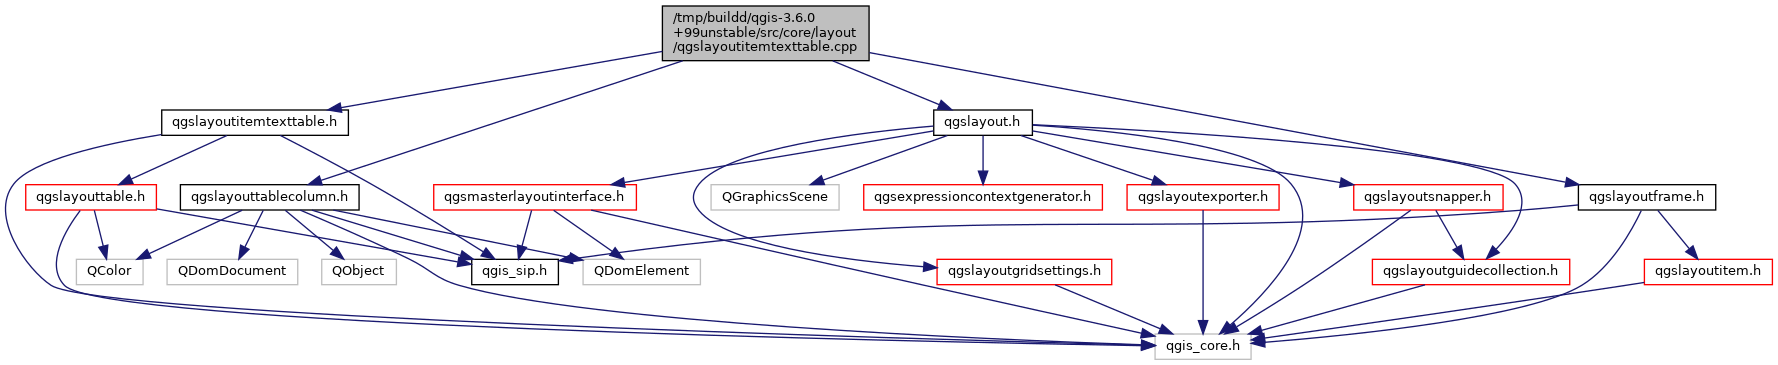 /tmp/buildd/qgis-3.6.0
+99unstable/src/core/layout
/qgslayoutitemtexttable.cpp
qgslayoutitemtexttable.h
qgslayout.h
qgslayouttable.h
qgslayouttablecolumn.h
qgsmasterlayoutinterface.h
QGraphicsScene
qgsexpressioncontextgenerator.h
qgslayoutexporter.h
qgslayoutsnapper.h
qgslayoutframe.h
QColor
QDomDocument
QObject
qgis_sip.h
QDomElement
qgslayoutgridsettings.h
qgslayoutguidecollection.h
qgslayoutitem.h
qgis_core.h